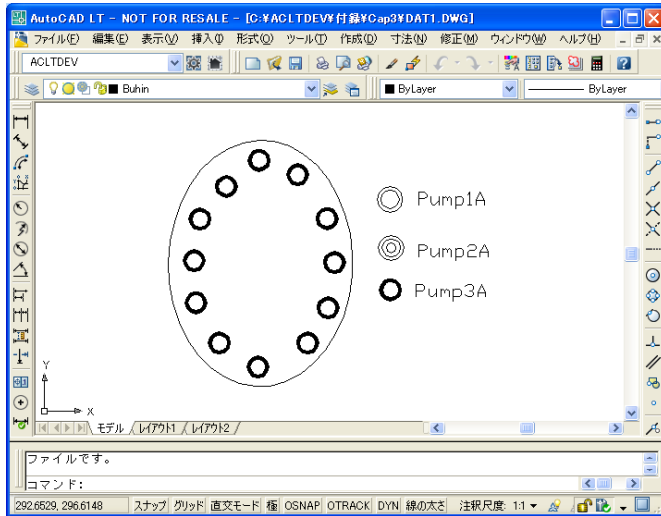 AutoCAD LT - NOT FOR RESALE - [C:¥ACLTDEV¥付録¥Cap3¥DAT1.DWG]
ファイル(F) 編集(E) 表示(V) 挿入(I) 形式(O) ツール(T) 作成(D) 寸法(N) 修正(M) ウィンドウ(W) ヘルプ(H)
ACLTDEV
Buhin ByLayer ByLayer
Pump1A
Pump2A
Pump3A
Y
X
モデル レイアウト1 レイアウト2
ファイルです。
コマンド:
292.6529, 296.6148 スナップ グリッド 直交モード 極 OSNAP OTRACK DYN 線の太さ 注釈尺度: 1:1